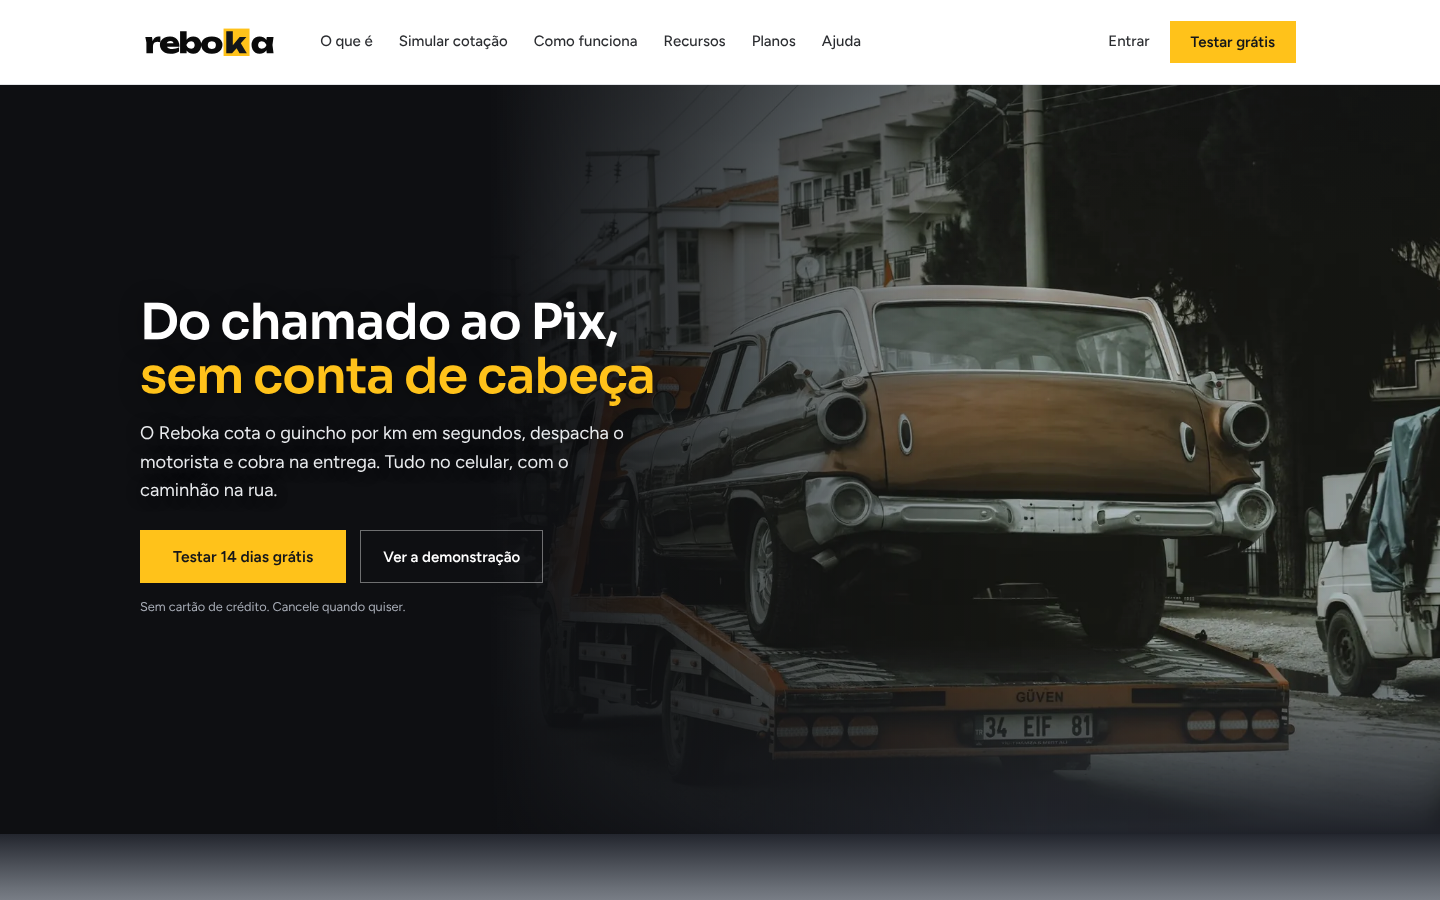 reboka
O que é
Simular cotação
Como funciona
Recursos
Planos
Ajuda
Entrar
Testar grátis
Do chamado ao Pix,
sem conta de cabeça
O Reboka cota o guincho por km em segundos, despacha o
motorista e cobra na entrega. Tudo no celular, com o
caminhão na rua.
Testar 14 dias grátis
Ver a demonstração
Sem cartão de crédito. Cancele quando quiser.
GÜVEN
34 EIF 81